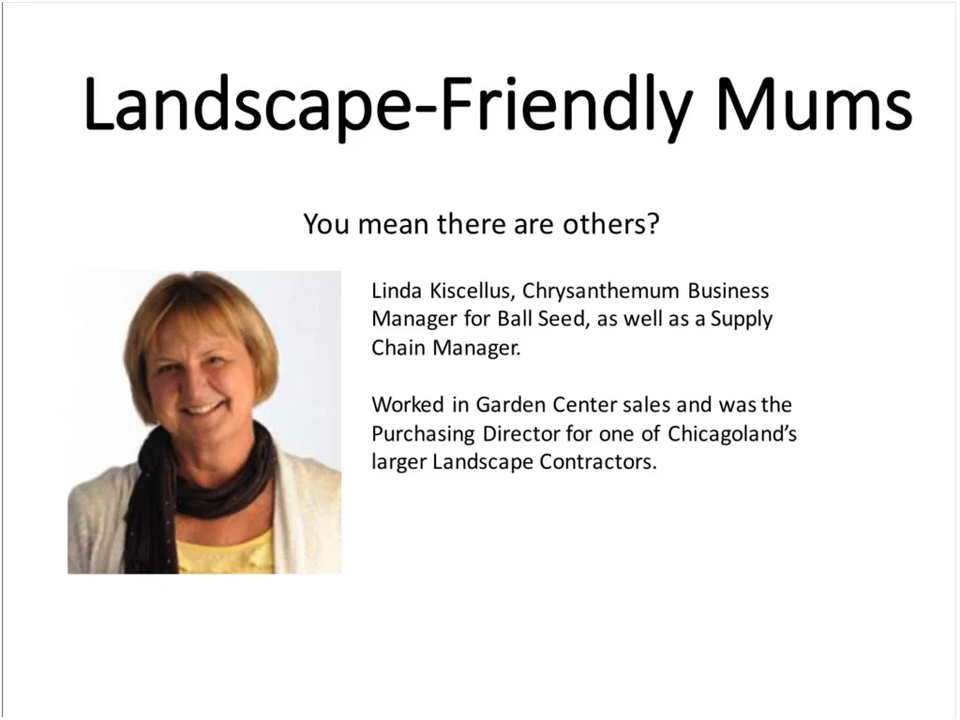 Landscape-Friendly Mums
You mean there are others?
Linda Kiscellus, Chrysanthemum Business
Manager for Ball Seed, as well as a Supply
Chain Manager.
Worked in Garden Center sales and was the
Purchasing Director for one of Chicagoland’s
larger Landscape Contractors.